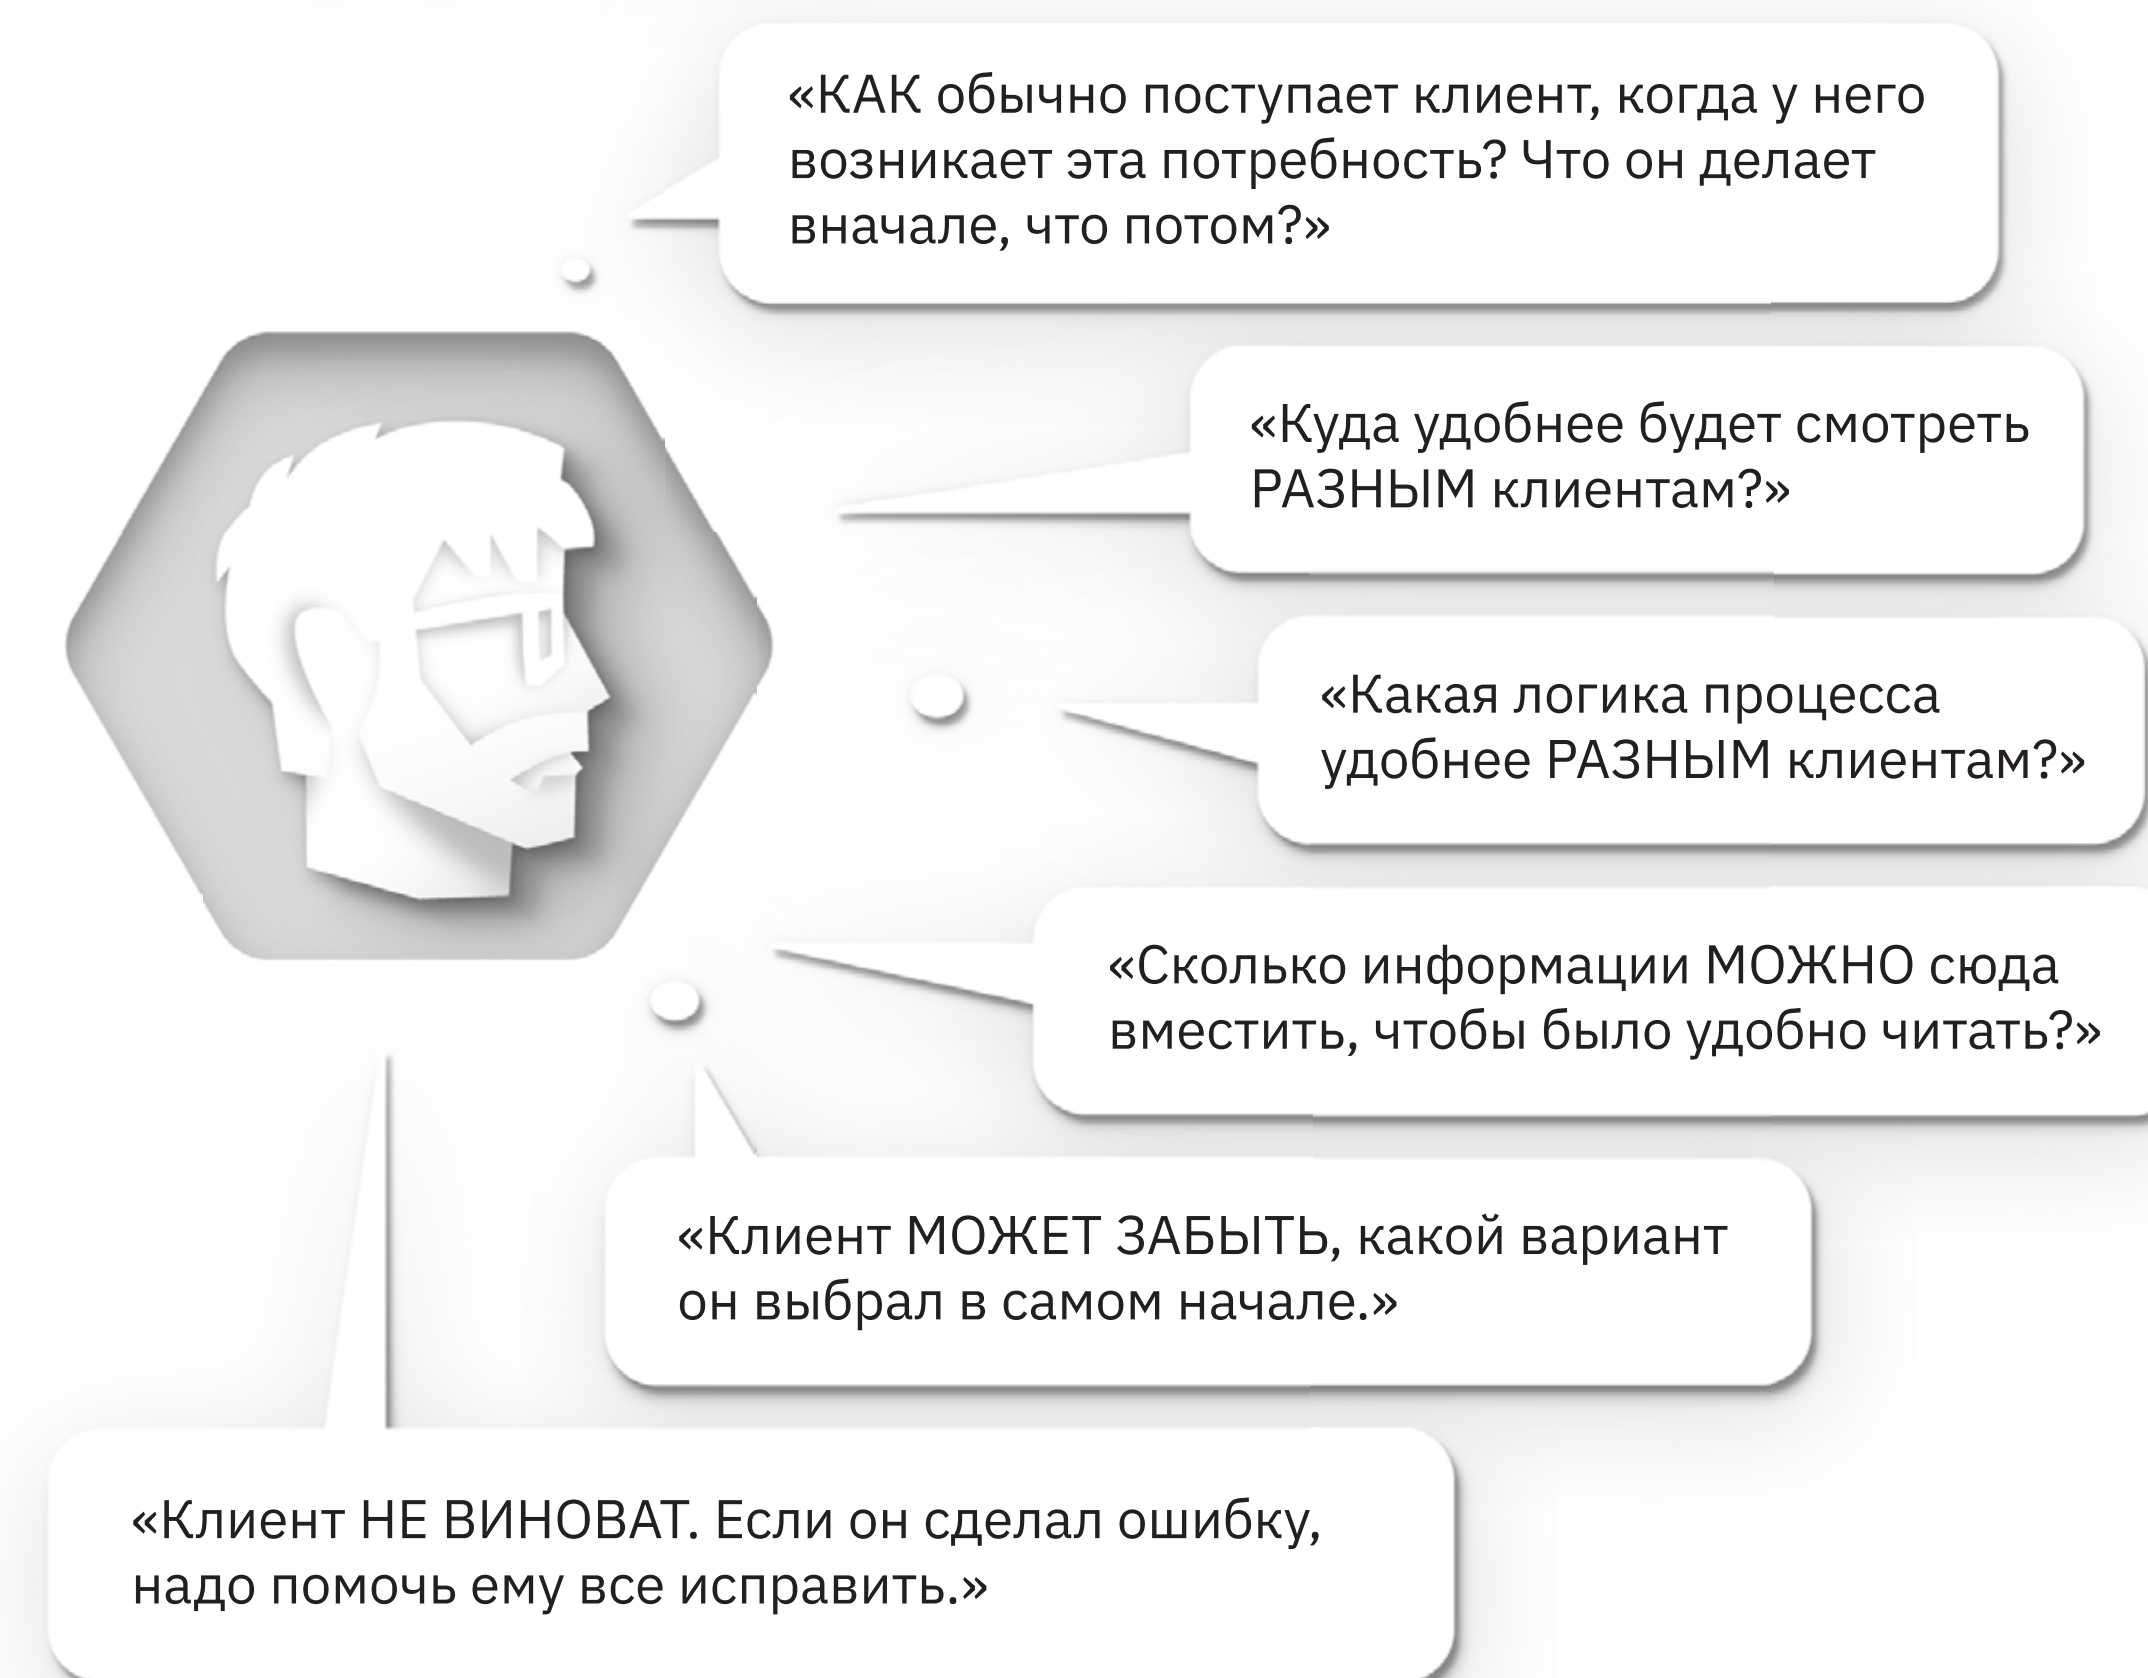 «КАК обычно поступает клиент, когда у него
возникает эта потребность? Что он делает
вначале, что потом?»
«Куда удобнее будет смотреть
РАЗНЫМ клиентам?»
«Какая логика процесса
удобнее РАЗНЫМ клиентам?»
«Сколько информации МОЖНО сюда
вместить, чтобы было удобно читать?»
«Клиент МОЖЕТ ЗАБЫТЬ, какой вариант
он выбрал в самом начале.»
«Клиент НЕ ВИНОВАТ. Если он сделал ошибку,
надо помочь ему все исправить.»